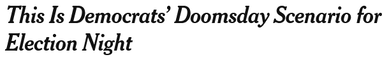 This Is Democrats’ Doomsday Scenario for
Election Night